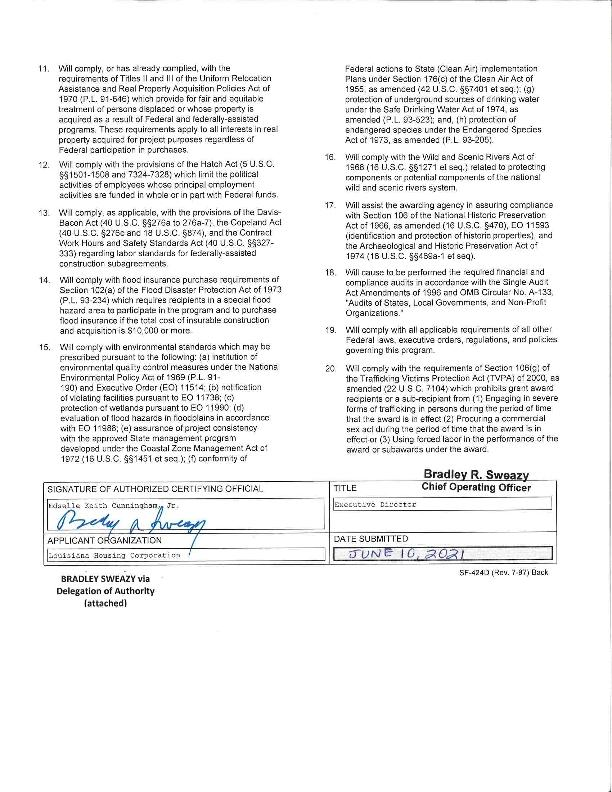 11. Will comply, or has already complied, with the
requirements of Titles II and III of the Uniform Relocation
Assistance and Real Property Acquisition Policies Act of
1970 (P.L. 91-646) which provide for fair and equitable
treatment of persons displaced or whose property is
acquired as a result of Federal and federally-assisted
programs. These requirements apply to all interests in real
property acquired for project purposes regardless of
Federal participation in purchases.
12. Will comply with the provisions of the Hatch Act (5 U.S.C.
§§1501-1508 and 7324-7328) which limit the political
activities of employees whose principal employment
activities are funded in whole or in part with Federal funds.
13. Will comply, as applicable, with the provisions of the Davis-
Bacon Act (40 U.S.C. §§276a to 276a-7), the Copeland Act
(40 U.S.C. §276c and 18 U.S.C. §874), and the Contract
Work Hours and Safety Standards Act (40 U.S.C. §§327-
333) regarding labor standards for federally-assisted
construction subagreements.
14. Will comply with flood insurance purchase requirements of
Section 102(a) of the Flood Disaster Protection Act of 1973
(P.L. 93-234) which requires recipients in a special flood
hazard area to participate in the program and to purchase
flood insurance if the total cost of insurable construction
and acquisition is $10,000 or more.
15. Will comply with environmental standards which may be
prescribed pursuant to the following: (a) institution of
environmental quality control measures under the National
Environmental Policy Act of 1969 (P.L. 91-
190) and Executive Order (EO) 11514; (b) notification
of violating facilities pursuant to EO 11738; (c)
protection of wetlands pursuant to EO 11990; (d)
evaluation of flood hazards in floodplains in accordance
with EO 11988; (e) assurance of project consistency
with the approved State management program
developed under the Coastal Zone Management Act of
1972 (16 U.S.C. §§1451 et seq.); (f) conformity of
Federal actions to State (Clean Air) Implementation
Plans under Section 176(c) of the Clean Air Act of
1955, as amended (42 U.S.C. §§7401 et seq.); (g)
protection of underground sources of drinking water
under the Safe Drinking Water Act of 1974, as
amended (P.L. 93-523); and, (h) protection of
endangered species under the Endangered Species
Act of 1973, as amended (P.L. 93-205).
16. Will comply with the Wild and Scenic Rivers Act of
1968 (16 U.S.C. §§1271 et seq.) related to protecting
components or potential components of the national
wild and scenic rivers system.
17. Will assist the awarding agency in assuring compliance
with Section 106 of the National Historic Preservation
Act of 1966, as amended (16 U.S.C. §470), EO 11593
(identification and protection of historic properties), and
the Archaeological and Historic Preservation Act of
1974 (16 U.S.C. §§469a-1 et seq).
18. Will cause to be performed the required financial and
compliance audits in accordance with the Single Audit
Act Amendments of 1996 and OMB Circular No. A-133,
"Audits of States, Local Governments, and Non-Profit
Organizations."
19. Will comply with all applicable requirements of all other
Federal laws, executive orders, regulations, and policies
governing this program.
20. Will comply with the requirements of Section 106(g) of
the Trafficking Victims Protection Act (TVPA) of 2000, as
amended (22 U.S.C. 7104) which prohibits grant award
recipients or a sub-recipient from (1) Engaging in severe
forms of trafficking in persons during the period of time
that the award is in effect (2) Procuring a commercial
sex act during the period of time that the award is in
effect or (3) Using forced labor in the performance of the
award or subawards under the award.
Bradley R. Sweazy
SIGNATURE OF AUTHORIZED CERTIFYING OFFICIAL
TITLE Chief Operating Officer
Edselle Keith Cunningham, Jr.
Executive Director
APPLICANT ORGANIZATION
DATE SUBMITTED
Louisiana Housing Corporation
JUNE 16, 2021
SF-424D (Rev. 7-97) Back
BRADLEY SWEAZY via
Delegation of Authority
(attached)